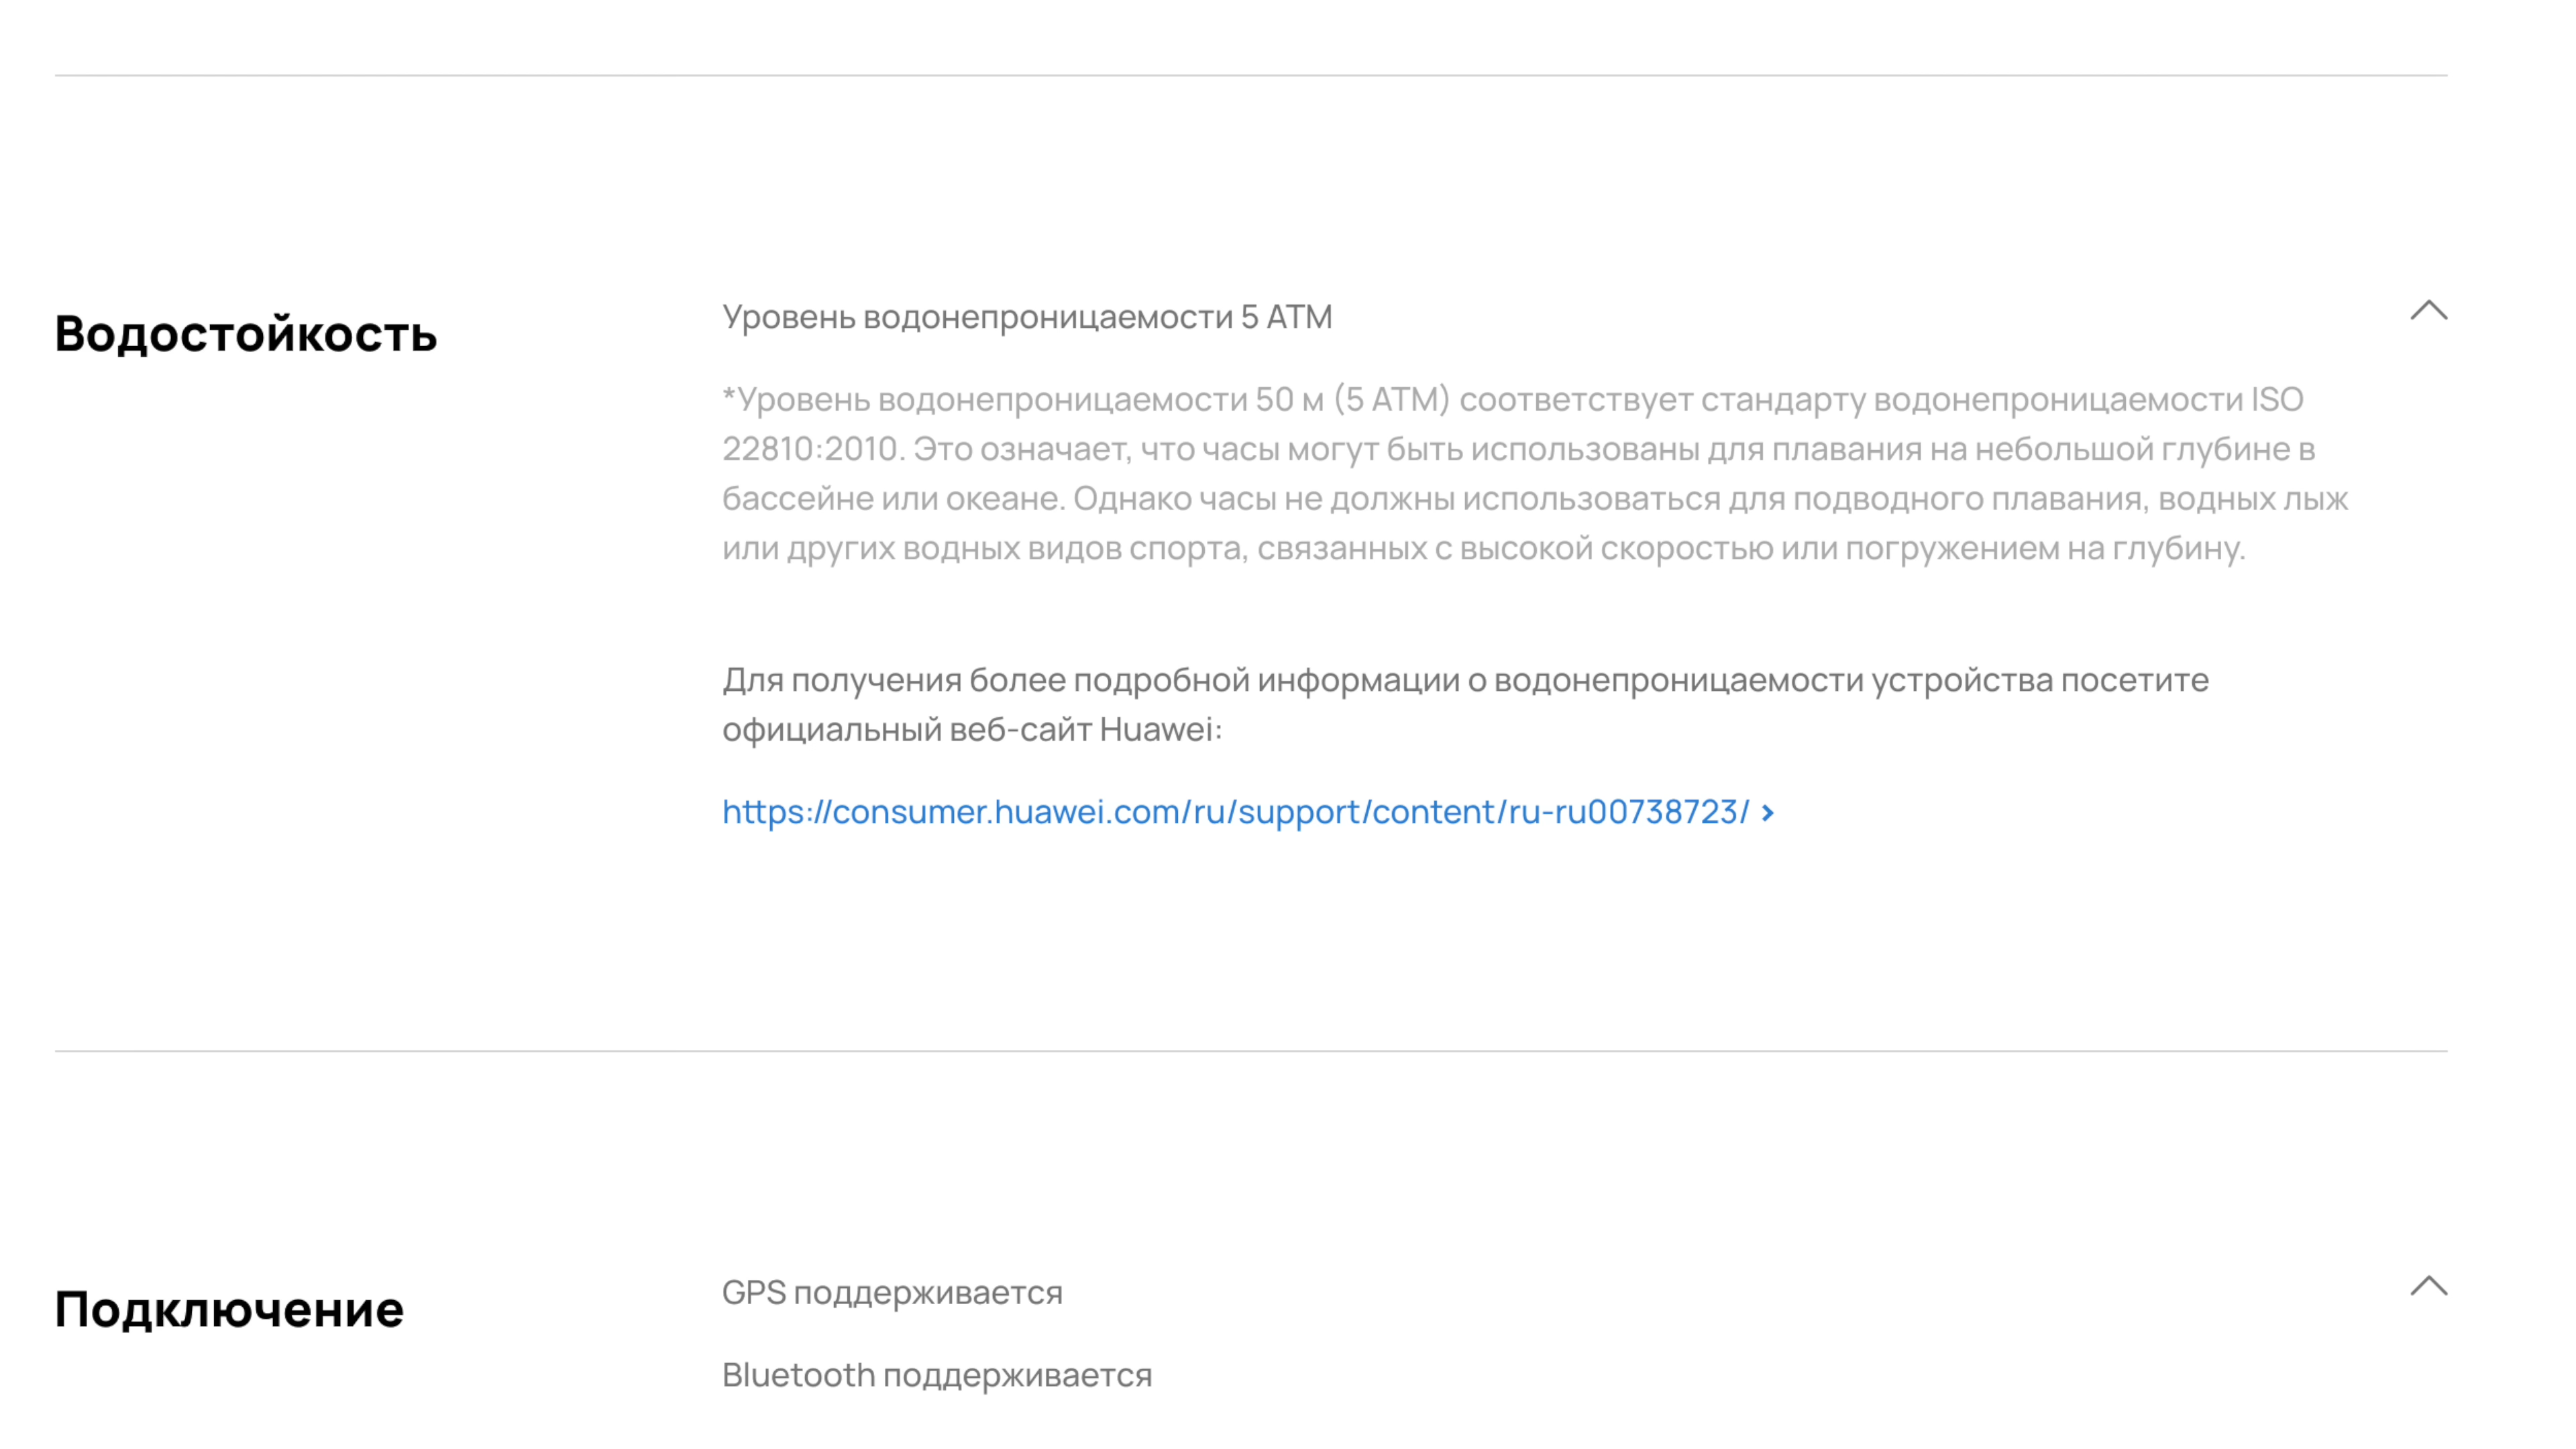 Водостойкость
Уровень водонепроницаемости 5 ATM
*Уровень водонепроницаемости 50 м (5 ATM) соответствует стандарту водонепроницаемости ISO
22810:2010. Это означает, что часы могут быть использованы для плавания на небольшой глубине в
бассейне или океане. Однако часы не должны использоваться для подводного плавания, водных лыж
или других водных видов спорта, связанных с высокой скоростью или погружением на глубину.
Для получения более подробной информации о водонепроницаемости устройства посетите
официальный веб-сайт Huawei:
https://consumer.huawei.com/ru/support/content/ru-ru00738723/ ›
Подключение
GPS поддерживается
Bluetooth поддерживается